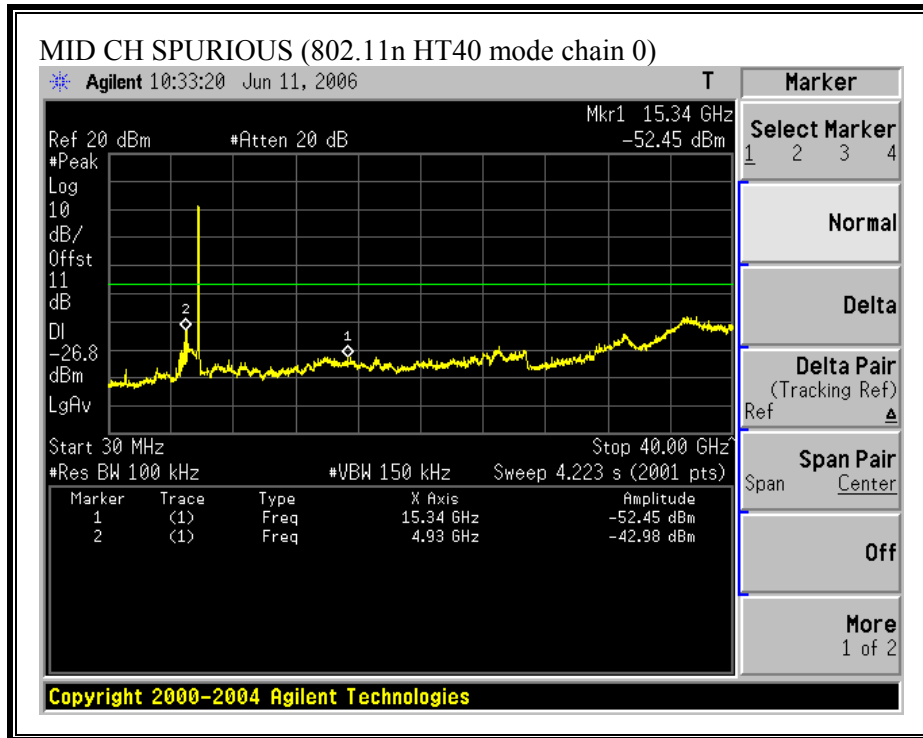 MID CH SPURIOUS (802.11n HT40 mode chain 0)
Agilent 10:33:20 Jun 11, 2006 T
Mkr1 15.34 GHz
Ref 20 dBm #Atten 20 dB -52.45 dBm
#Peak
Log
10
dB/
Offst
11
dB
DI
-26.8
dBm
LgAv
2
1
Start 30 MHz Stop 40.00 GHz^
#Res BW 100 kHz #VBW 150 kHz Sweep 4.223 s (2001 pts)
Marker Trace Type X Axis Amplitude
1 (1) Freq 15.34 GHz -52.45 dBm
2 (1) Freq 4.93 GHz -42.98 dBm
Copyright 2000-2004 Agilent Technologies
Marker
Select Marker
1 2 3 4
Normal
Delta
Delta Pair
(Tracking Ref)
Ref Δ
Span Pair
Span Center
Off
More
1 of 2